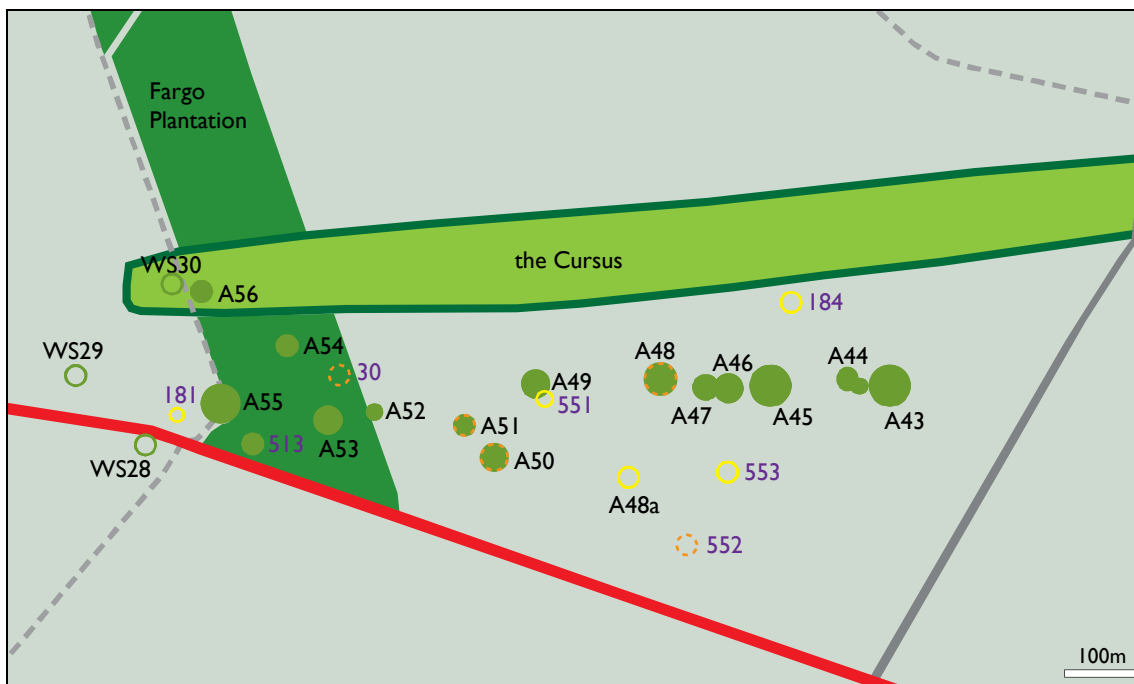 Fargo
Plantation
the Cursus
WS30
A56
184
WS29
A54
30
A48
A46
A44
A49
181
A55
A52
551
A47
A45
A43
A51
513
A53
WS28
A50
553
A48a
552
100m